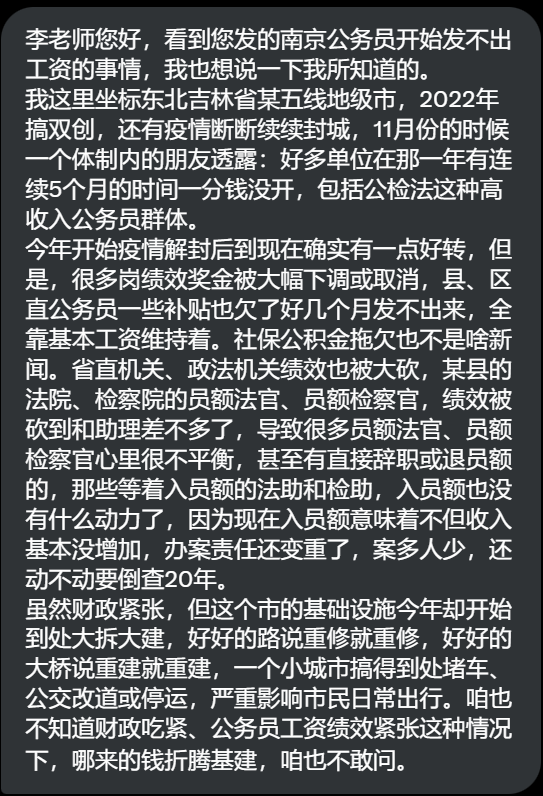 李老师您好，看到您发的南京公务员开始发不出
工资的事情，我也想说一下我所知道的。
我这里坐标东北吉林省某五线地级市，2022年
搞双创，还有疫情断断续续封城，11月份的时候
一个体制内的朋友透露：好多单位在那一年有连
续5个月的时间一分钱没开，包括公检法这种高
收入公务员群体。
今年开始疫情解封后到现在确实有一点好转，但
是，很多岗绩效奖金被大幅下调或取消，县、区
直公务员一些补贴也欠了好几个月发不出来，全
靠基本工资维持着。社保公积金拖欠也不是啥新
闻。省直机关、政法机关绩效也被大砍，某县的
法院、检察院的员额法官、员额检察官，绩效被
砍到和助理差不多了，导致很多员额法官、员额
检察官心里很不平衡，甚至有直接辞职或退员额
的，那些等着入员额的法助和检助，入员额也没
有什么动力了，因为现在入员额意味着不但收入
基本没增加，办案责任还变重了，案多人少，还
动不动要倒查20年。
虽然财政紧张，但这个市的基础设施今年却开始
到处大拆大建，好好的路说重修就重修，好好的
大桥说重建就重建，一个小城市搞得到处堵车、
公交改道或停运，严重影响市民日常出行。咱也
不知道财政吃紧、公务员工资绩效紧张这种情况
下，哪来的钱折腾基建，咱也不敢问。